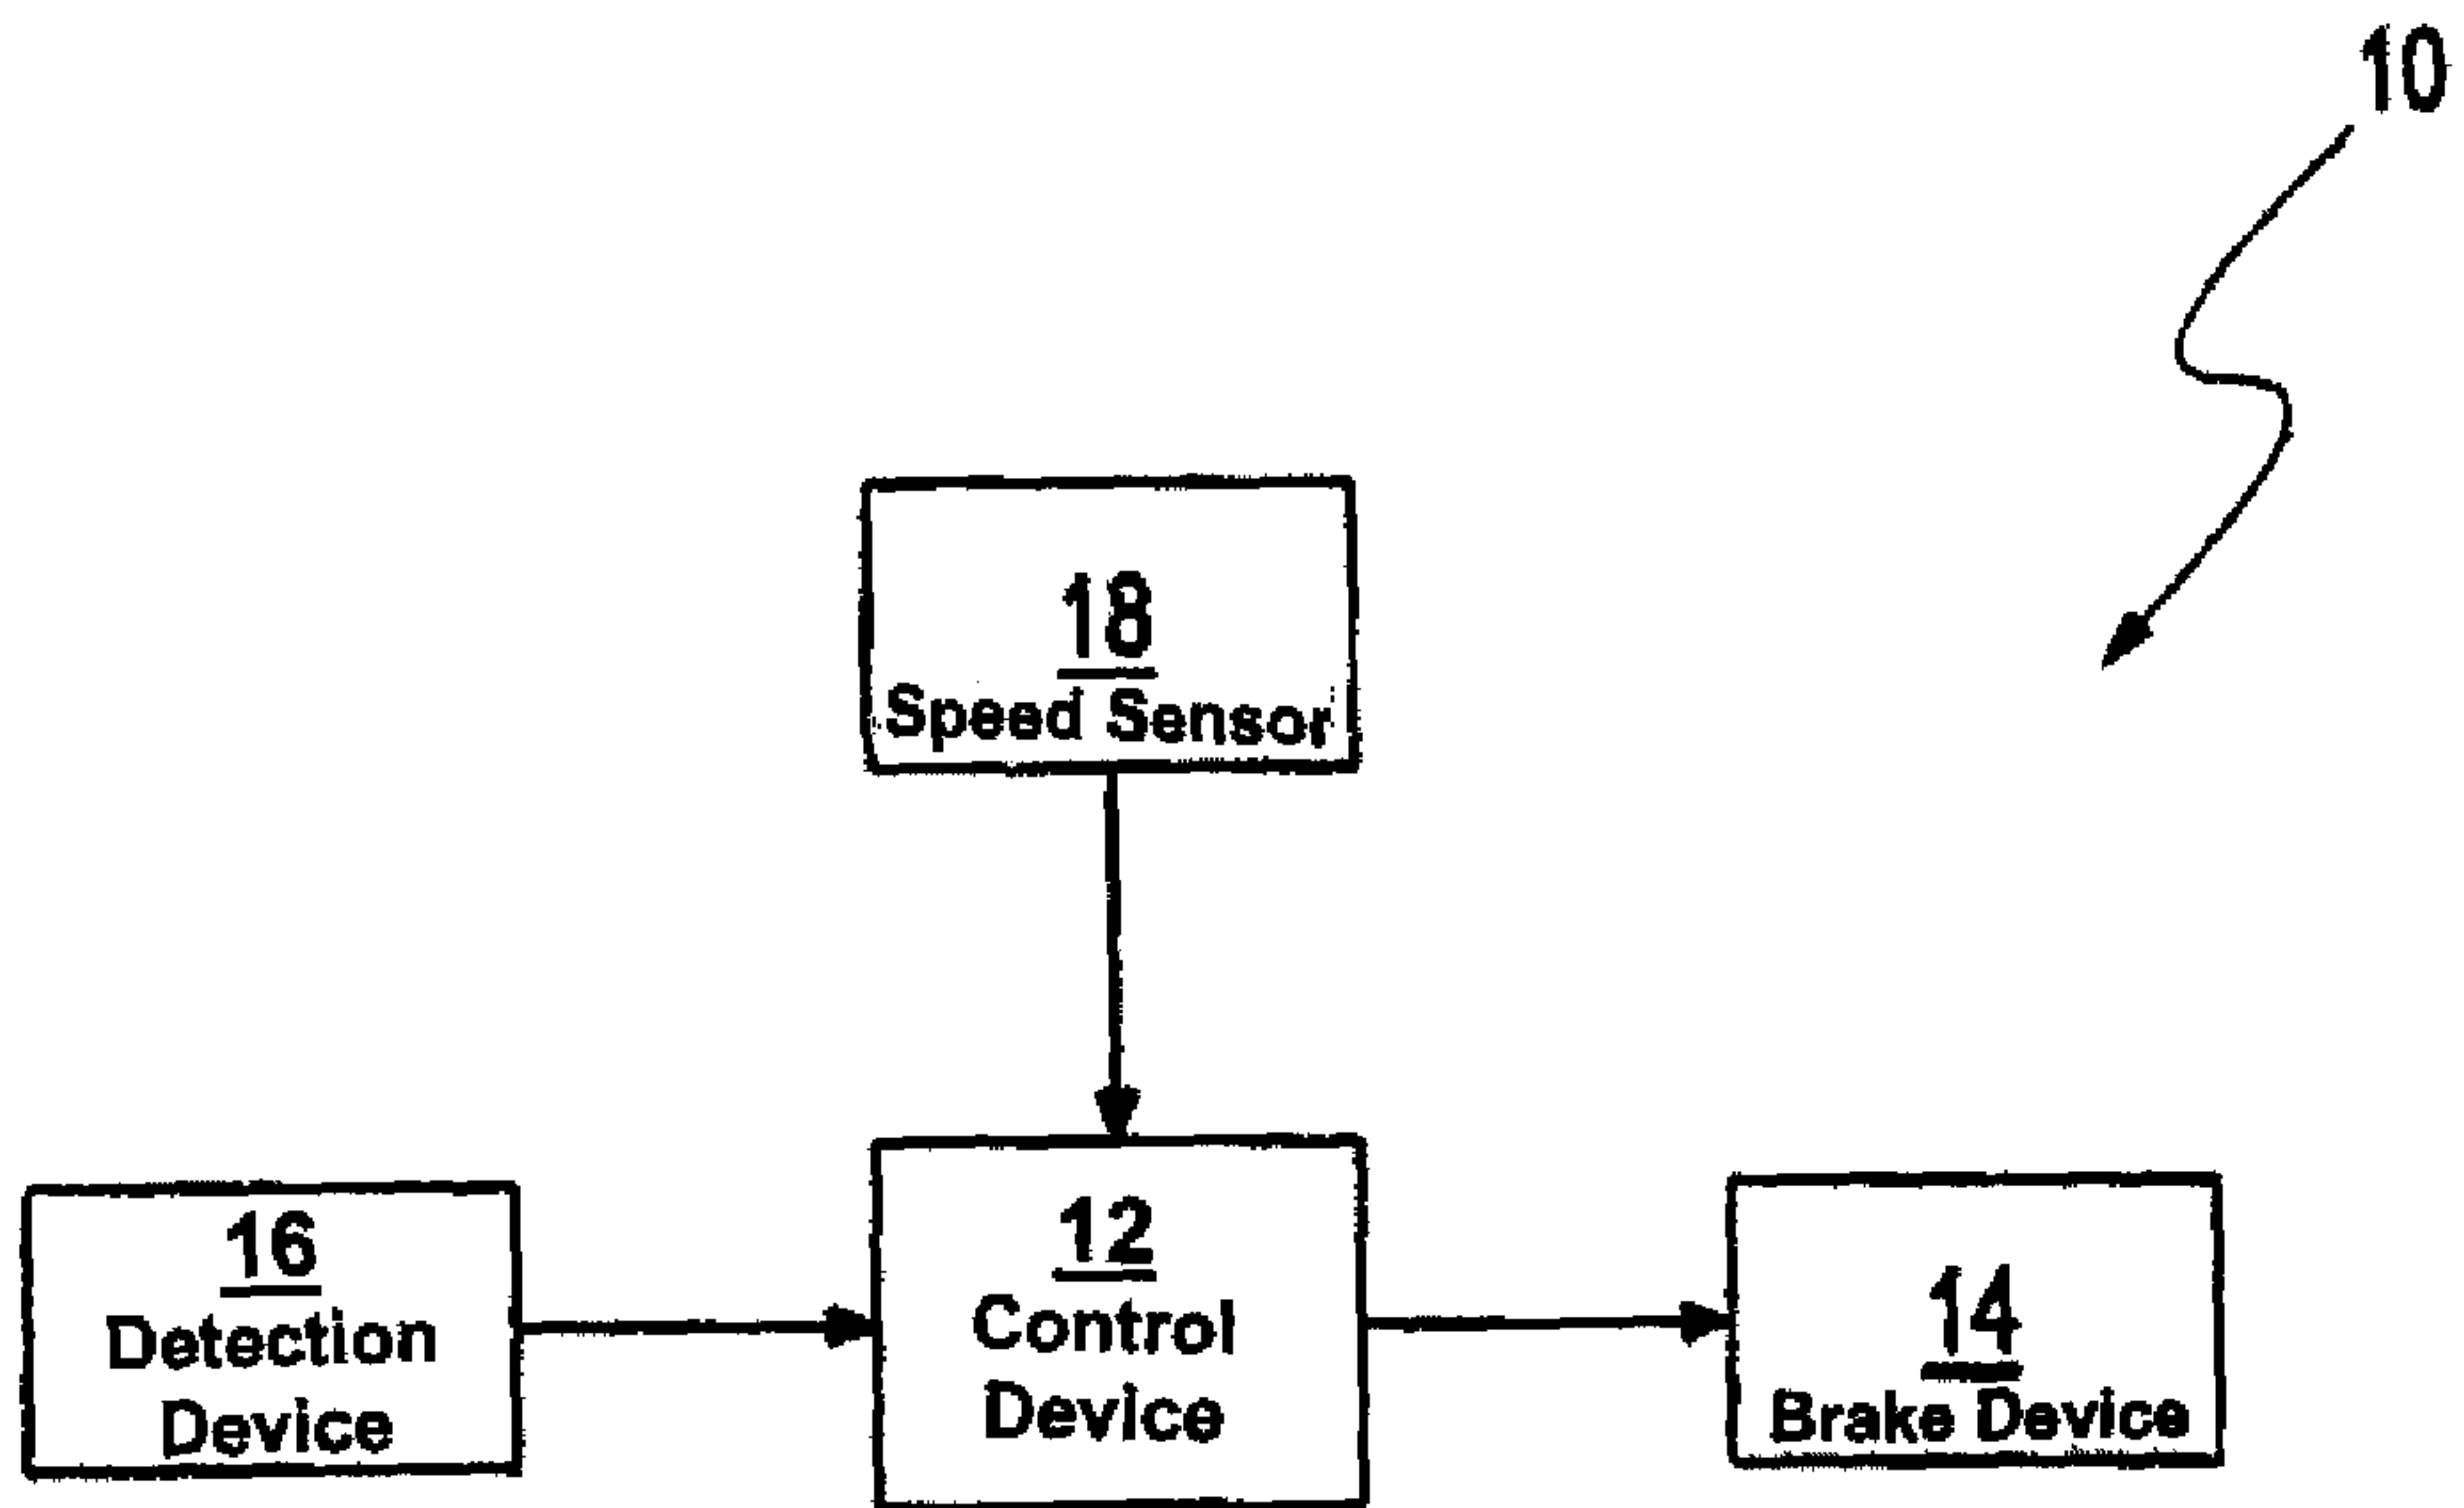 10
18
Speed Sensor
16
Detection
Device
12
Control
Device
14
Brake Device